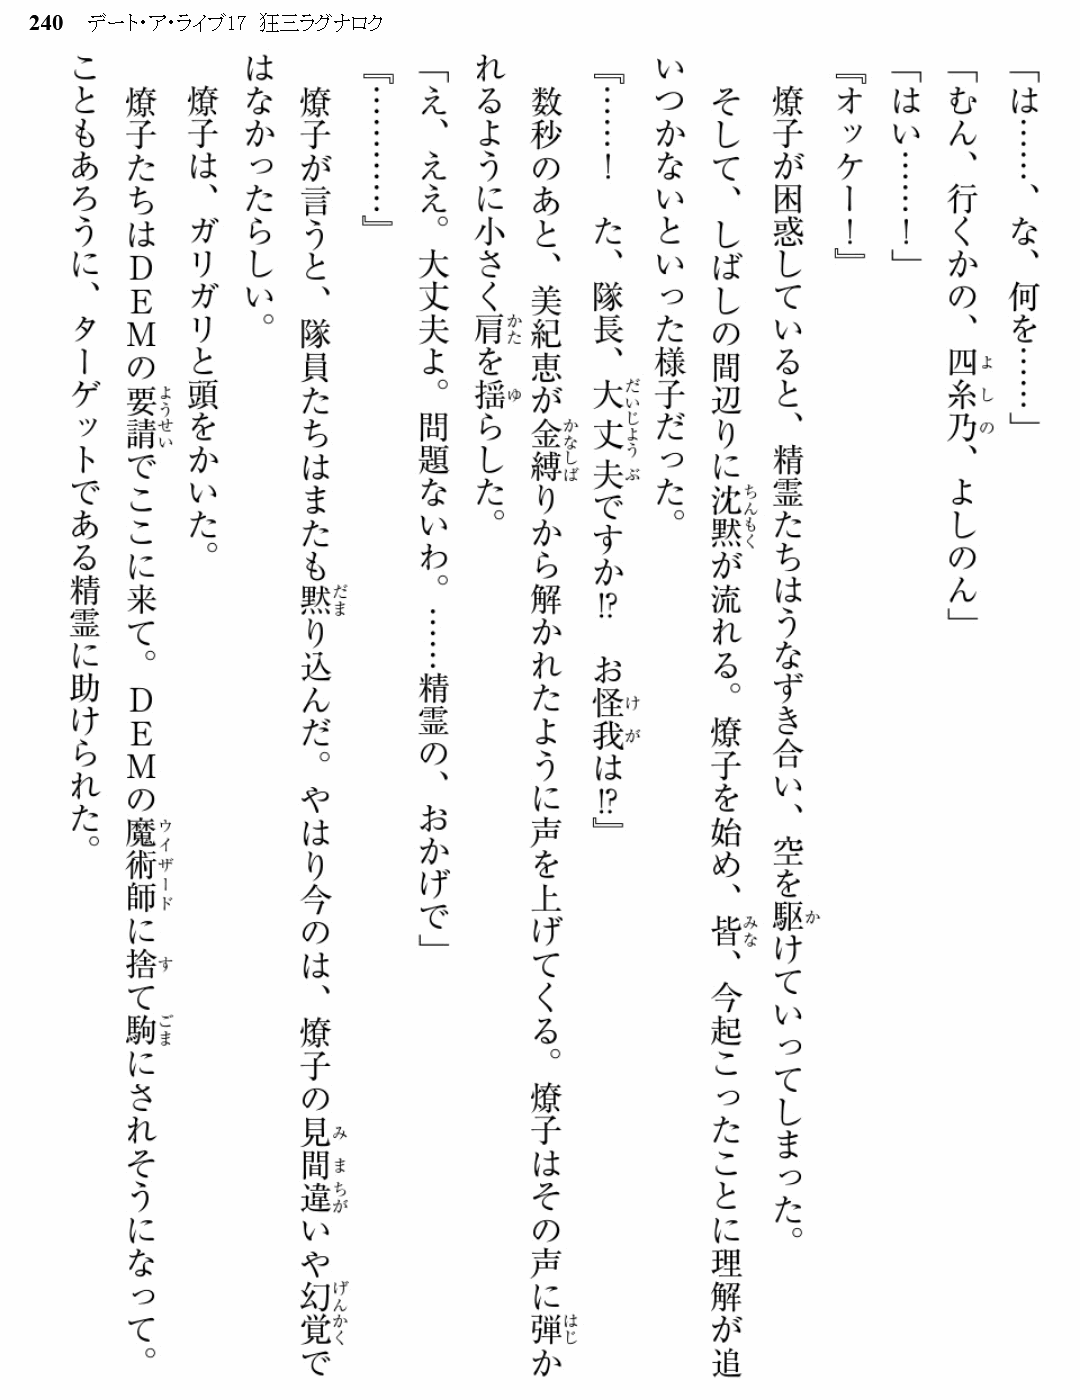 240　デート・ア・ライブ17　狂三ラグナロク
「は……、な、何を……」
「むん、行くかの、四糸乃、よしのん」
「はい……！」
『オッケー！』
　燎子が困惑していると、精霊たちはうなずき合い、空を駆けていってしまった。
　そして、しばしの間辺りに沈黙が流れる。燎子を始め、皆、今起こったことに理解が追
いつかないといった様子だった。
『……！　た、隊長、大丈夫ですか⁉　お怪我は⁉』
　数秒のあと、美紀恵が金縛りから解かれたように声を上げてくる。燎子はその声に弾か
れるように小さく肩を揺らした。
「え、ええ。大丈夫よ。問題ないわ。……精霊の、おかげで」
『…………』
　燎子が言うと、隊員たちはまたも黙り込んだ。やはり今のは、燎子の見間違いや幻覚で
はなかったらしい。
　燎子は、ガリガリと頭をかいた。
　燎子たちはＤＥＭの要請でここに来て。ＤＥＭの魔術師に捨て駒にされそうになって。
こともあろうに、ターゲットである精霊に助けられた。